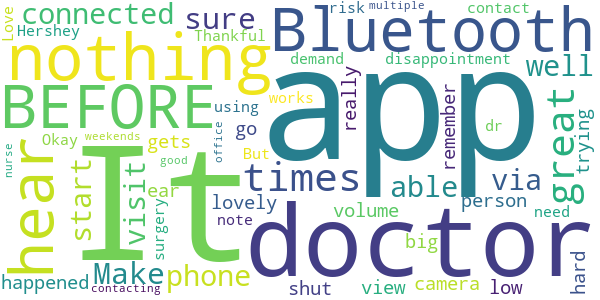 Love
connected
Hershey
sure
Thankful
risk
multiple
contact
Bluetooth
nothing
demand
disappointment
well
BEFORE
app
really
using
works
remember
great
trying
Okay
weekends
office
go
But
dr
nurse
hear
It
gets
good
times
able
via
start
visit
ear
lovely
person
need
surgery
note
volume
doctor
big
hard
happened
Make
phone
contacting
shut
view
camera
low